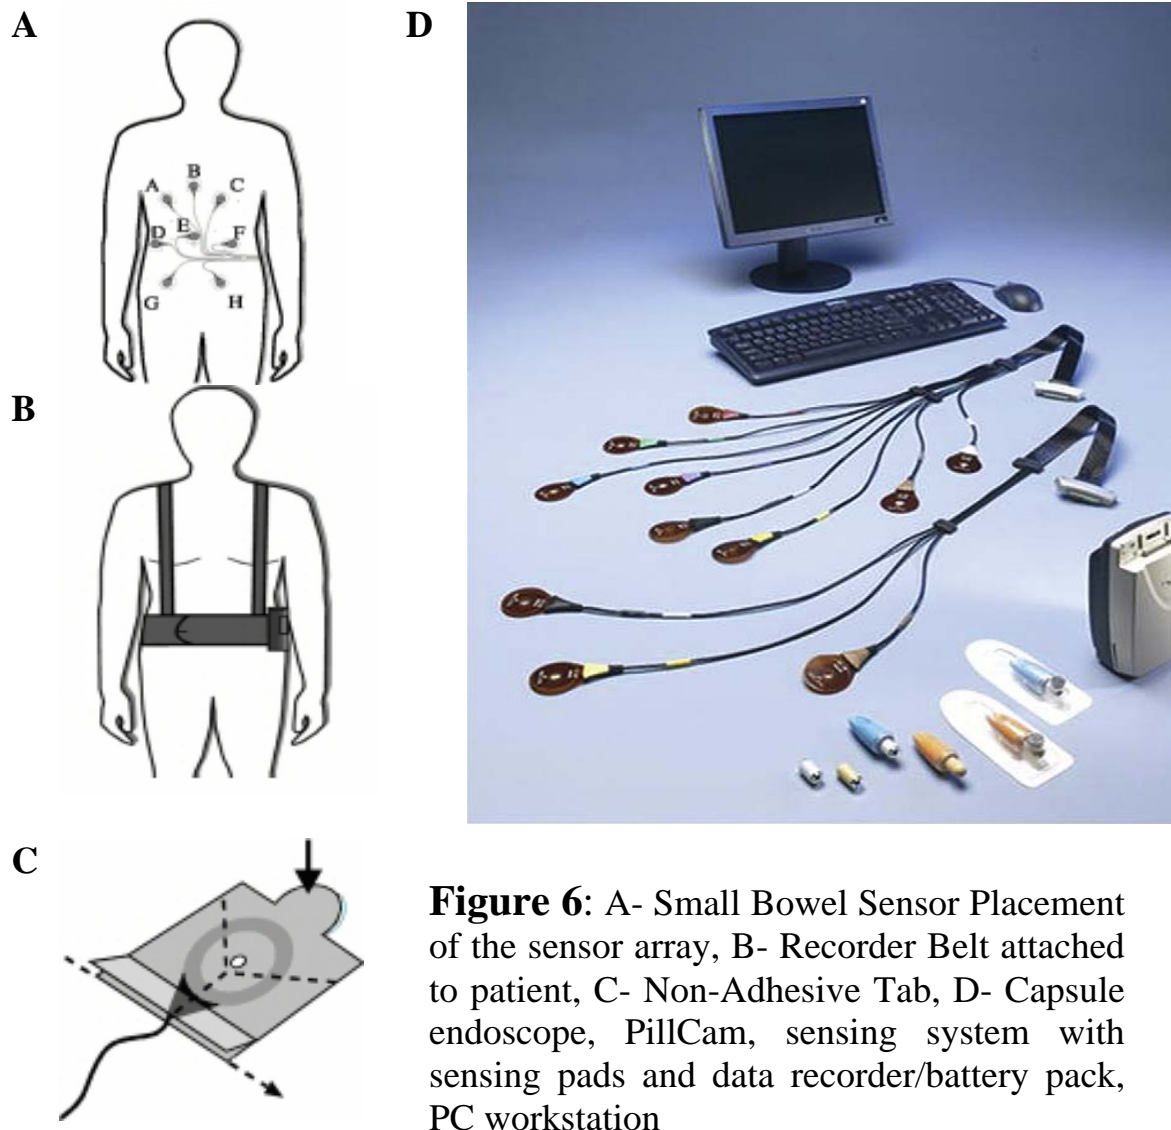 A
D
A
B
C
D
E
F
G
H
B
C
Figure 6: A- Small Bowel Sensor Placement
of the sensor array, B- Recorder Belt attached
to patient, C- Non-Adhesive Tab, D- Capsule
endoscope, PillCam, sensing system with
sensing pads and data recorder/battery pack,
PC workstation